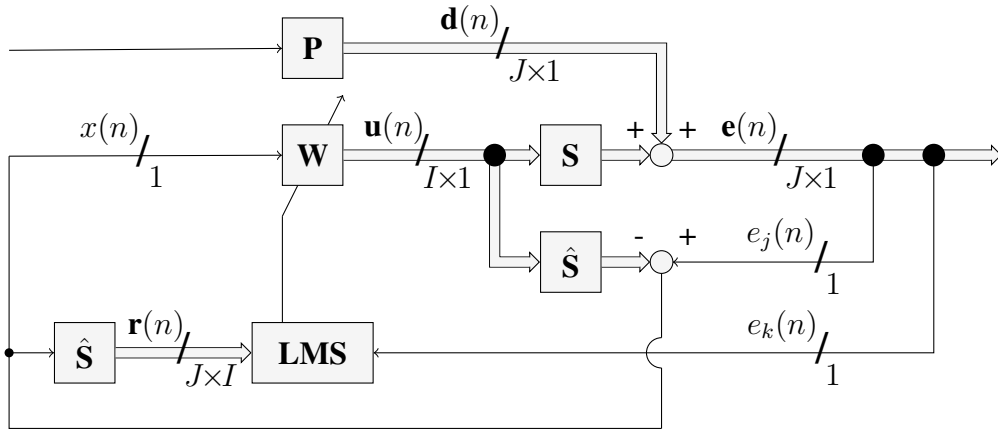 d(n)
P
J×1
x(n)
1
W
u(n)
I×1
S
+
+
e(n)
J×1
Ŝ
-
+
e_j(n)
1
Ŝ
r(n)
J×I
LMS
e_k(n)
1